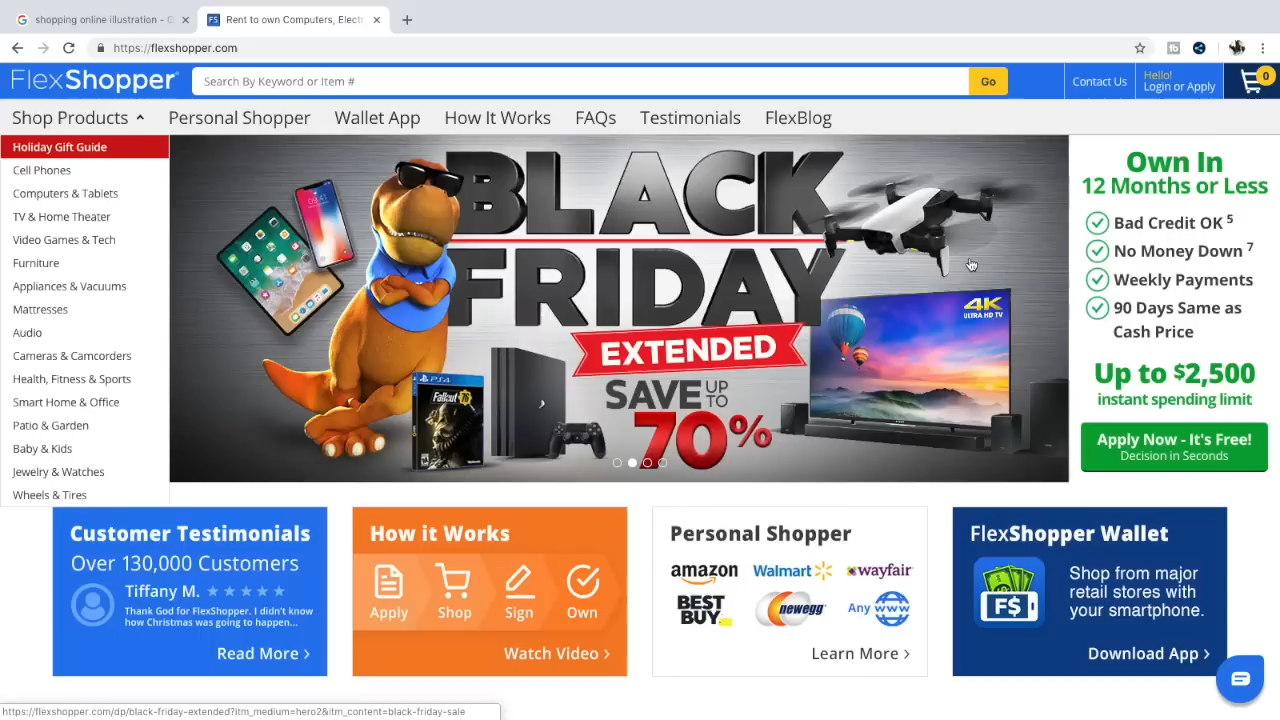 shopping online illustration - G
Rent to own Computers, Elect
https://flexshopper.com
FlexShopper
Search By Keyword or Item #
Go
Contact Us
Hello!
Login or Apply
0
Shop Products
Personal Shopper
Wallet App
How It Works
FAQs
Testimonials
FlexBlog
Holiday Gift Guide
Cell Phones
Computers & Tablets
TV & Home Theater
Video Games & Tech
Furniture
Appliances & Vacuums
Mattresses
Audio
Cameras & Camcorders
Health, Fitness & Sports
Smart Home & Office
Patio & Garden
Baby & Kids
Jewelry & Watches
Wheels & Tires
BLACK
FRIDAY
EXTENDED
SAVE UP TO
70%
09:41
PS4
Fallout 76
4K
ULTRA HD TV
Own In
12 Months or Less
Bad Credit OK 5
No Money Down 7
Weekly Payments
90 Days Same as
Cash Price
Up to $2,500
instant spending limit
Apply Now - It's Free!
Decision in Seconds
Customer Testimonials
Over 130,000 Customers
Tiffany M.
Thank God for FlexShopper. I didn't know
how Christmas was going to happen...
Read More >
How it Works
Apply
Shop
Sign
Own
Watch Video >
Personal Shopper
amazon
Walmart
wayfair
BEST BUY
newegg
Any www
Learn More >
FlexShopper Wallet
F$
Shop from major
retail stores with
your smartphone.
Download App >
https://flexshopper.com/dp/black-friday-extended?itm_medium=hero2&itm_content=black-friday-sale